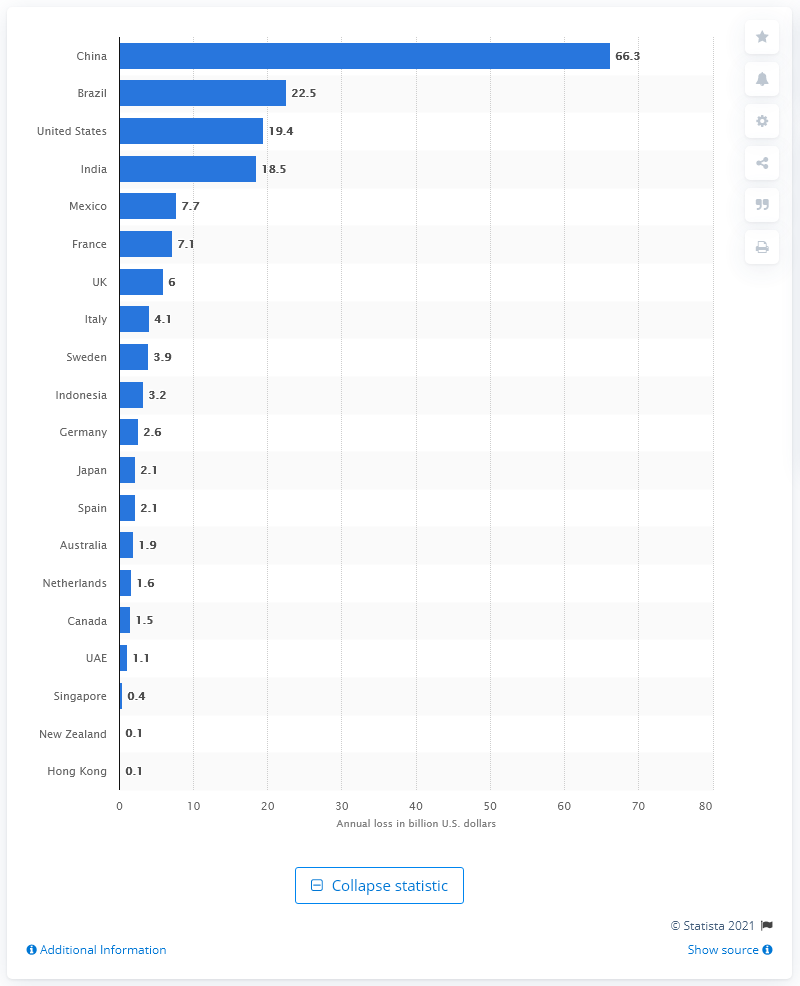 China 66.3
Brazil 22.5
United States 19.4
India 18.5
Mexico 7.7
France 7.1
UK 6
Italy 4.1
Sweden 3.9
Indonesia 3.2
Germany 2.6
Japan 2.1
Spain 2.1
Australia 1.9
Netherlands 1.6
Canada 1.5
UAE 1.1
Singapore 0.4
New Zealand 0.1
Hong Kong 0.1
0 10 20 30 40 50 60 70 80
Annual loss in billion U.S. dollars
Collapse statistic
© Statista 2021
Additional Information Show source